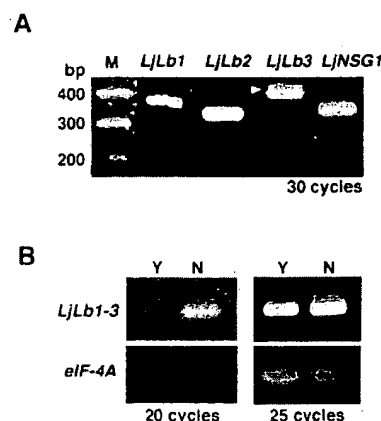 A
M LjLb1 LjLb2 LjLb3 LjNSG1
bp
400
300
200
30 cycles
B
Y N Y N
LjLb1-3
eIF-4A
20 cycles 25 cycles